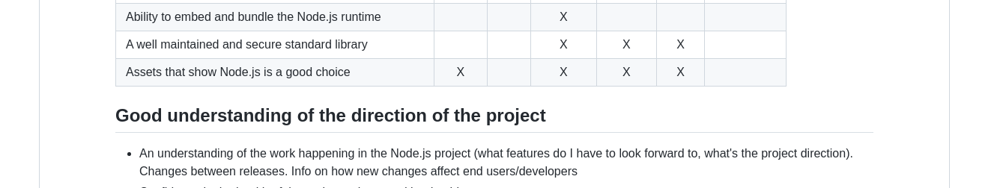 Ability to embed and bundle the Node.js runtime X
A well maintained and secure standard library X X X
Assets that show Node.js is a good choice X X X X
Good understanding of the direction of the project
An understanding of the work happening in the Node.js project (what features do I have to look forward to, what's the project direction).
Changes between releases. Info on how new changes affect end users/developers